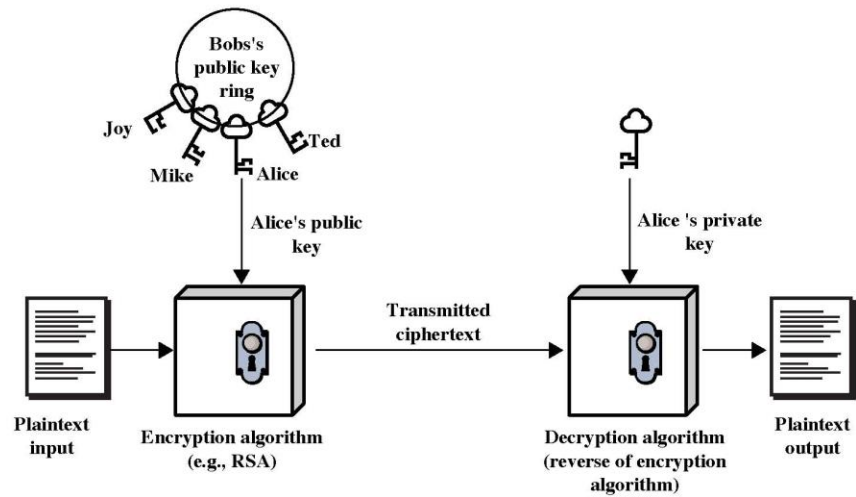 Bobs's
public key
ring
Joy
Ted
Mike
Alice
Alice's public
key
Alice 's private
key
Transmitted
ciphertext
Plaintext
input
Encryption algorithm
(e.g., RSA)
Decryption algorithm
(reverse of encryption
algorithm)
Plaintext
output